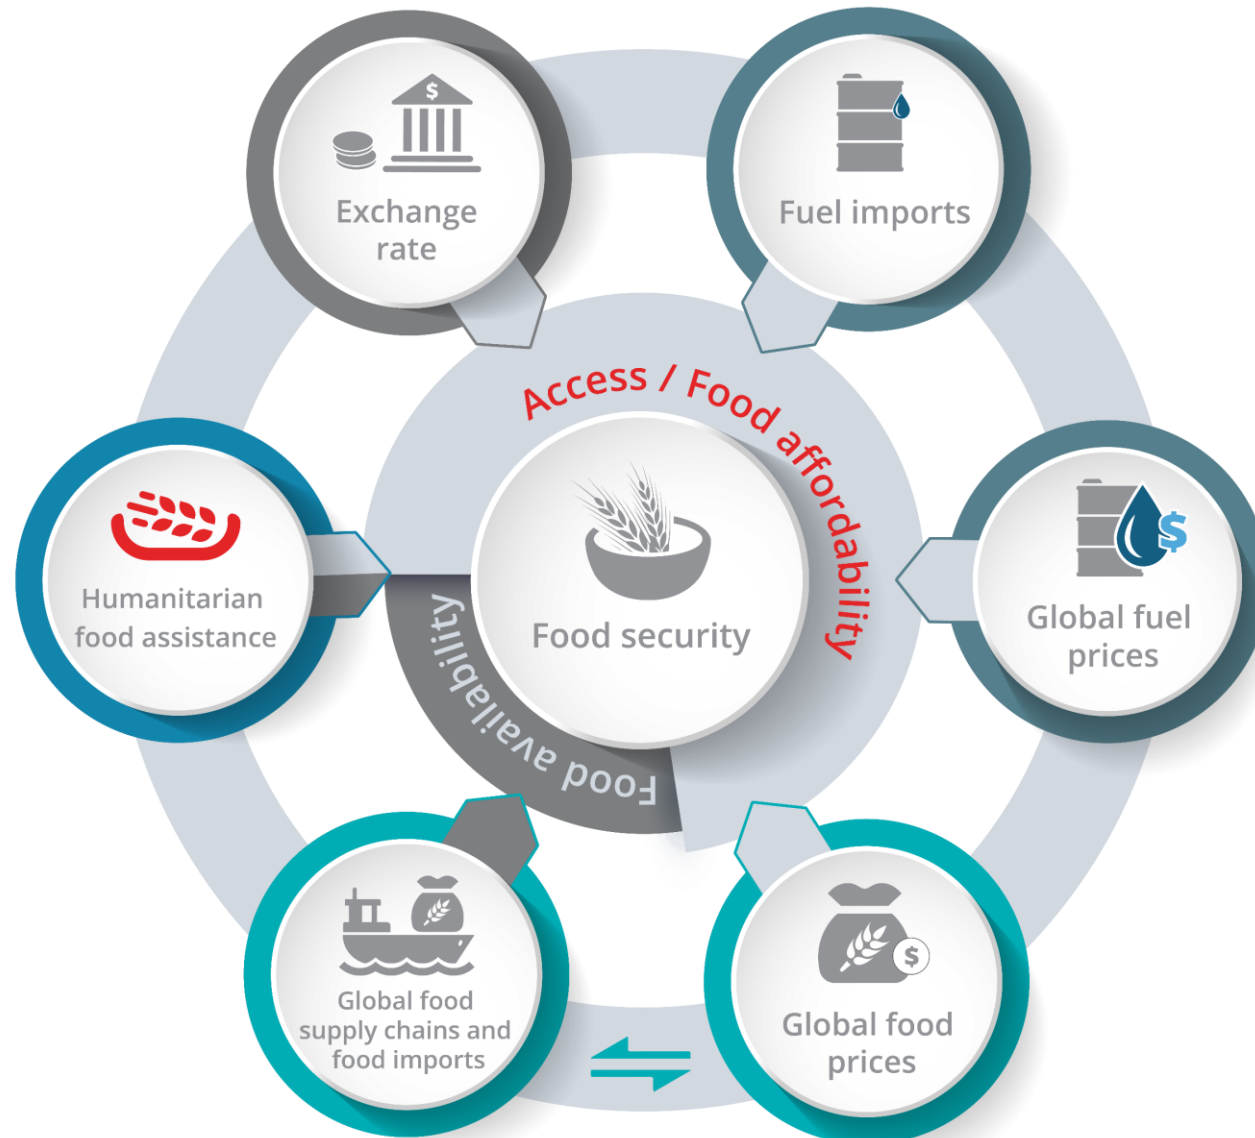 $
Exchange
rate
Fuel imports
Access / Food affordability
Humanitarian
food assistance
Food security
$
Global fuel
prices
Food availability
Global food
supply chains and
food imports
$
Global food
prices